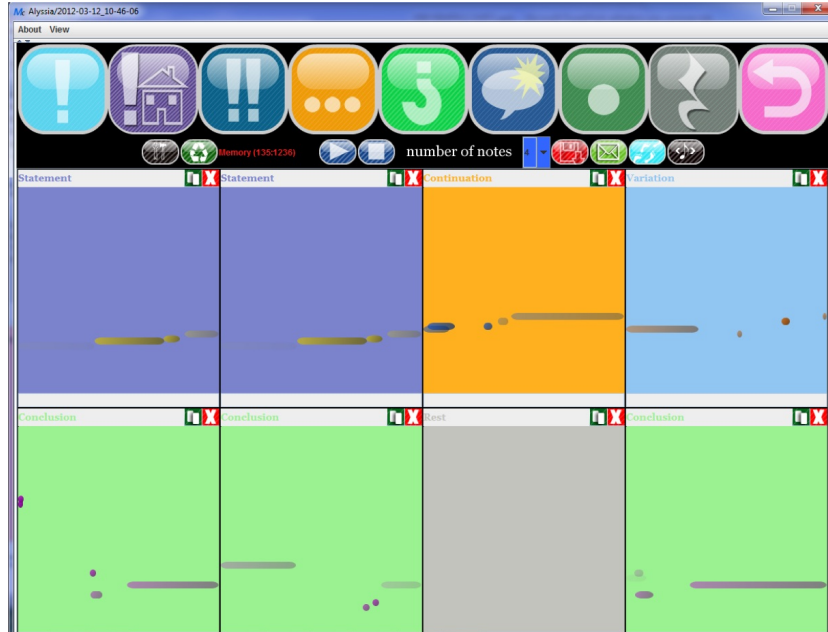 Alyssia/2012-03-12_10-46-06
About View
Memory (135:1236)
number of notes
4
Statement
Statement
Continuation
Variation
Conclusion
Conclusion
Rest
Conclusion